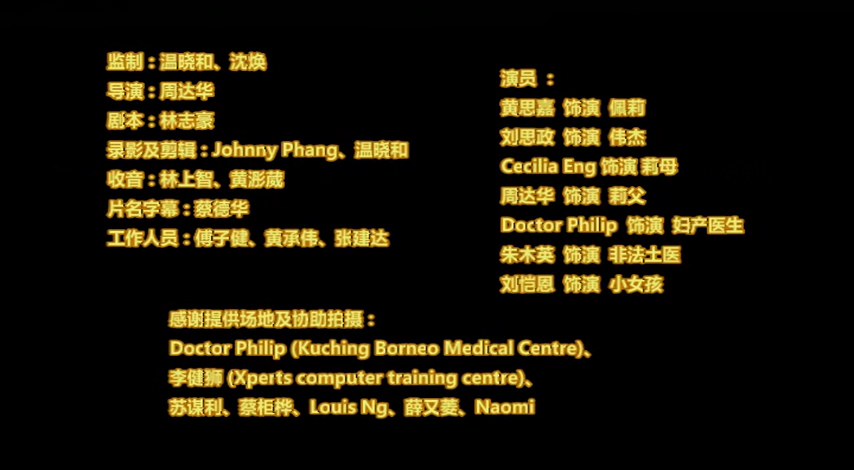 监制：温晓和、沈焕
导演：周达华
剧本：林志豪
录影及剪辑：Johnny Phang、温晓和
收音：林上智、黄浵葳
片名字幕：蔡德华
工作人员：傅子健、黄承伟、张建达
演员：
黄思嘉 饰演 佩莉
刘思政 饰演 伟杰
Cecilia Eng 饰演 莉母
周达华 饰演 莉父
Doctor Philip 饰演 妇产医生
朱木英 饰演 非法土医
刘恺恩 饰演 小女孩
感谢提供场地及协助拍摄：
Doctor Philip (Kuching Borneo Medical Centre)、
李健狮 (Xperts computer training centre)、
苏谋利、蔡柜桦、Louis Ng、薛又菱、Naomi